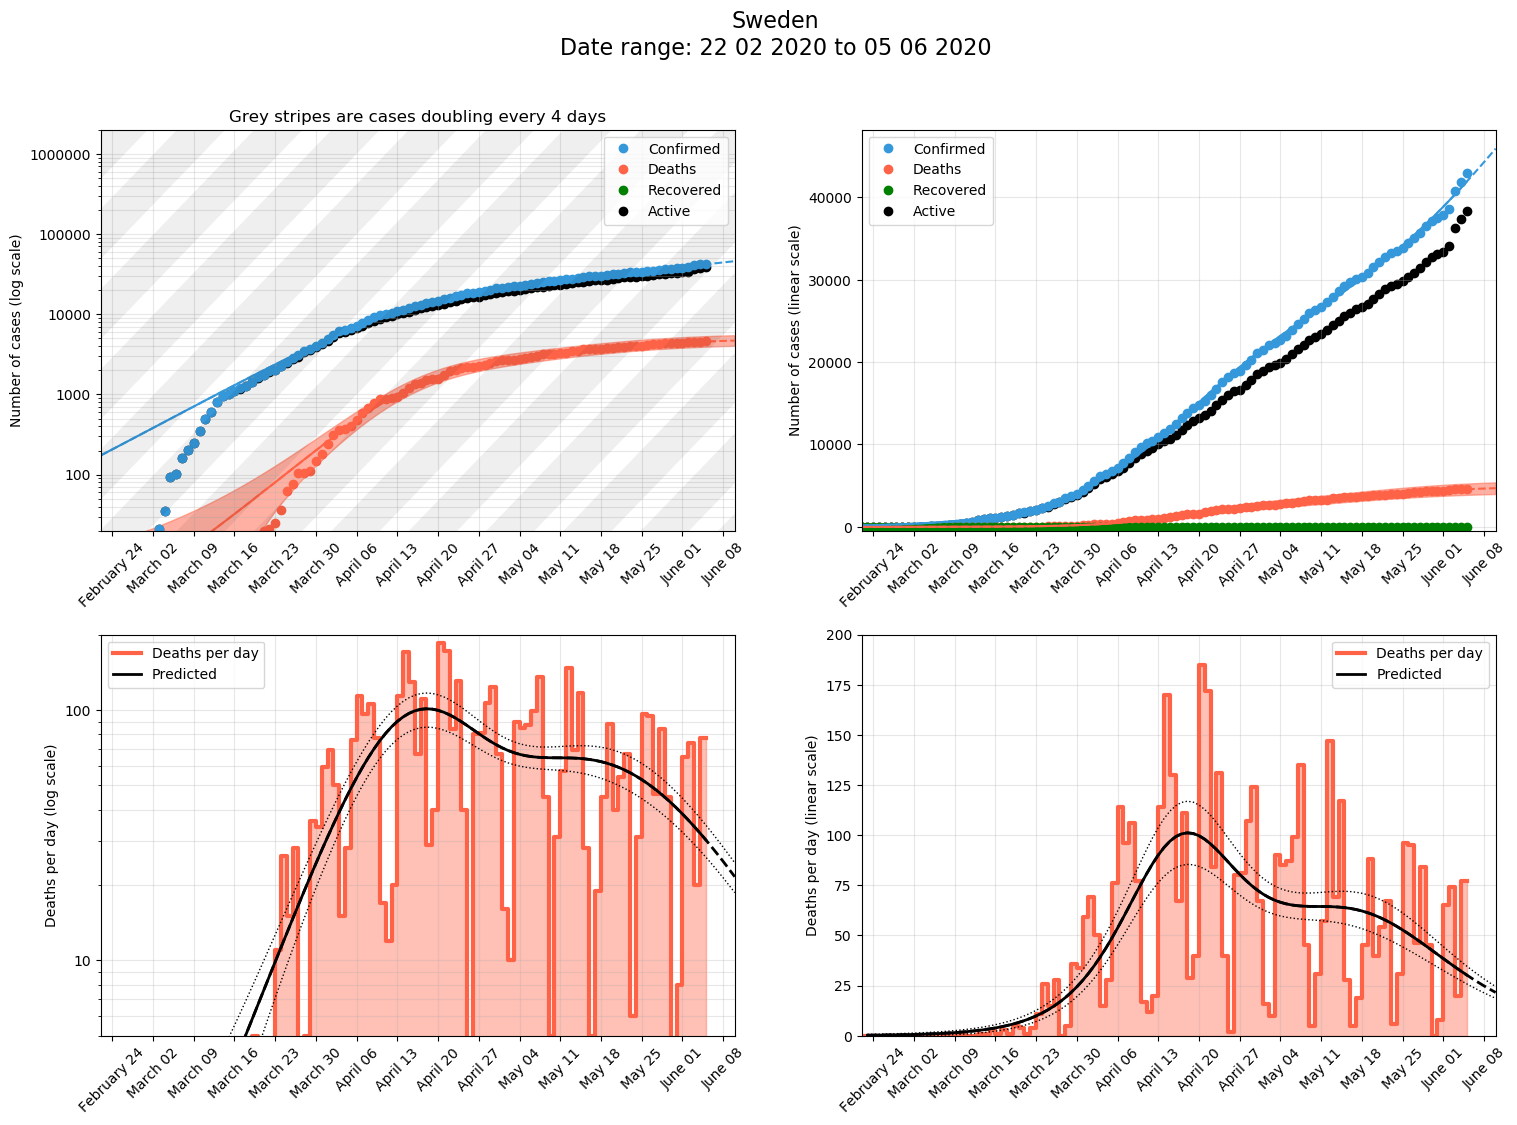 Sweden
Date range: 22 02 2020 to 05 06 2020
Grey stripes are cases doubling every 4 days
Number of cases (log scale)
1000000
100000
10000
1000
100
Confirmed
Deaths
Recovered
Active
February 24
March 02
March 09
March 16
March 23
March 30
April 06
April 13
April 20
April 27
May 04
May 11
May 18
May 25
June 01
June 08
Number of cases (linear scale)
40000
30000
20000
10000
0
Confirmed
Deaths
Recovered
Active
February 24
March 02
March 09
March 16
March 23
March 30
April 06
April 13
April 20
April 27
May 04
May 11
May 18
May 25
June 01
June 08
Deaths per day (log scale)
100
10
Deaths per day
Predicted
February 24
March 02
March 09
March 16
March 23
March 30
April 06
April 13
April 20
April 27
May 04
May 11
May 18
May 25
June 01
June 08
Deaths per day (linear scale)
200
175
150
125
100
75
50
25
0
Deaths per day
Predicted
February 24
March 02
March 09
March 16
March 23
March 30
April 06
April 13
April 20
April 27
May 04
May 11
May 18
May 25
June 01
June 08